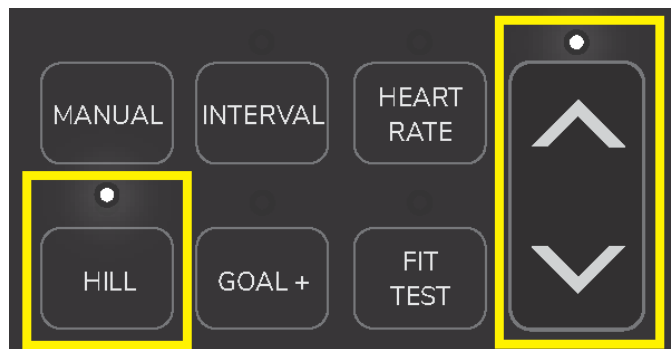 MANUAL
INTERVAL
HEART
RATE
HILL
GOAL +
FIT
TEST